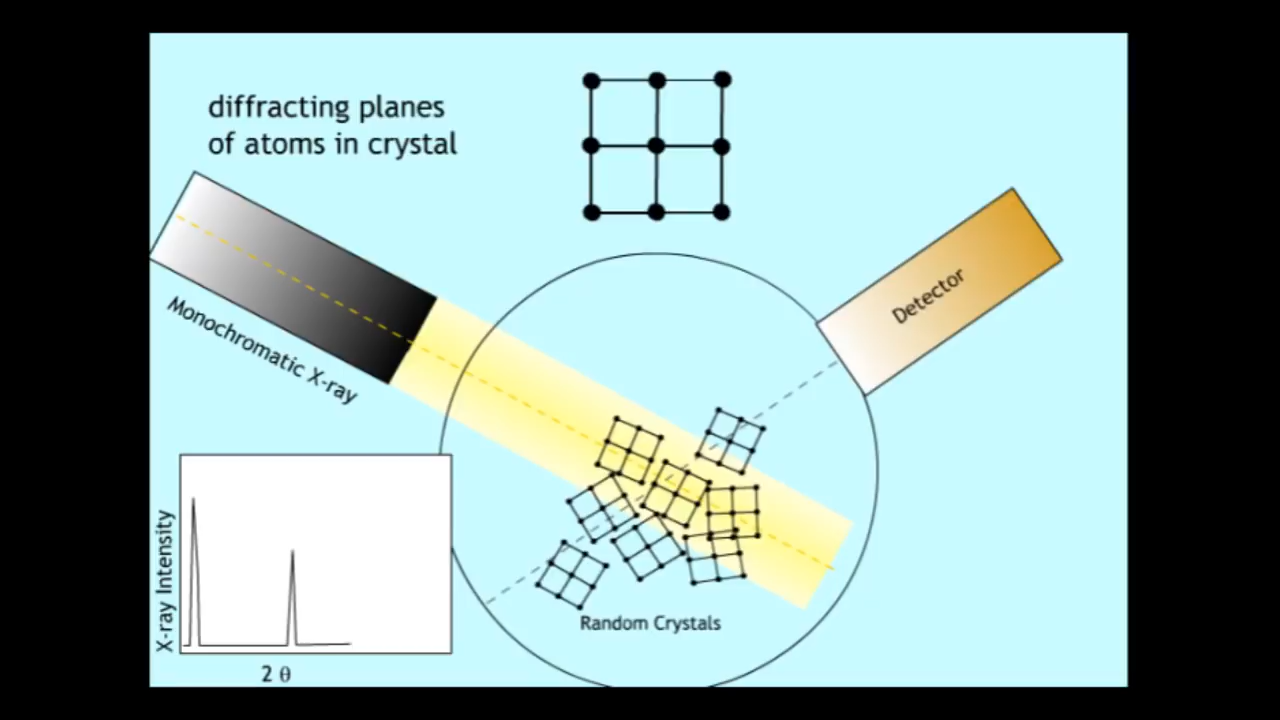 diffracting planes
of atoms in crystal
Monochromatic X-ray
Detector
Random Crystals
X-ray Intensity
2 θ